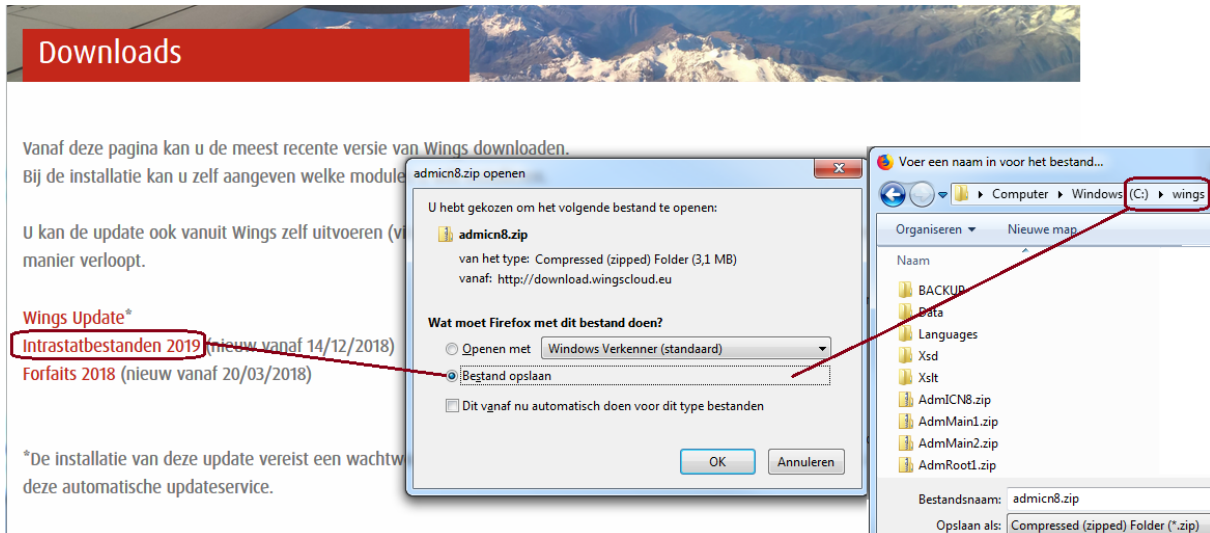 Downloads
Vanaf deze pagina kan u de meest recente versie van Wings downloaden.
Bij de installatie kan u zelf aangeven welke module
U kan de update ook vanuit Wings zelf uitvoeren (vi
manier verloopt.
Wings Update*
Intrastatbestanden 2019 (nieuw vanaf 14/12/2018)
Forfaits 2018 (nieuw vanaf 20/03/2018)
*De installatie van deze update vereist een wachtw
deze automatische updateservice.
admicn8.zip openen
U hebt gekozen om het volgende bestand te openen:
admicn8.zip
van het type: Compressed (zipped) Folder (3,1 MB)
vanaf: http://download.wingscloud.eu
Wat moet Firefox met dit bestand doen?
Openen met Windows Verkenner (standaard)
Bestand opslaan
Dit vanaf nu automatisch doen voor dit type bestanden
OK Annuleren
Voer een naam in voor het bestand...
Computer Windows (C:) wings
Organiseren Nieuwe map
Naam
BACKUP
Data
Languages
Xsd
Xslt
AdmICN8.zip
AdmMain1.zip
AdmMain2.zip
AdmRoot1.zip
Bestandsnaam: admicn8.zip
Opslaan als: Compressed (zipped) Folder (*.zip)